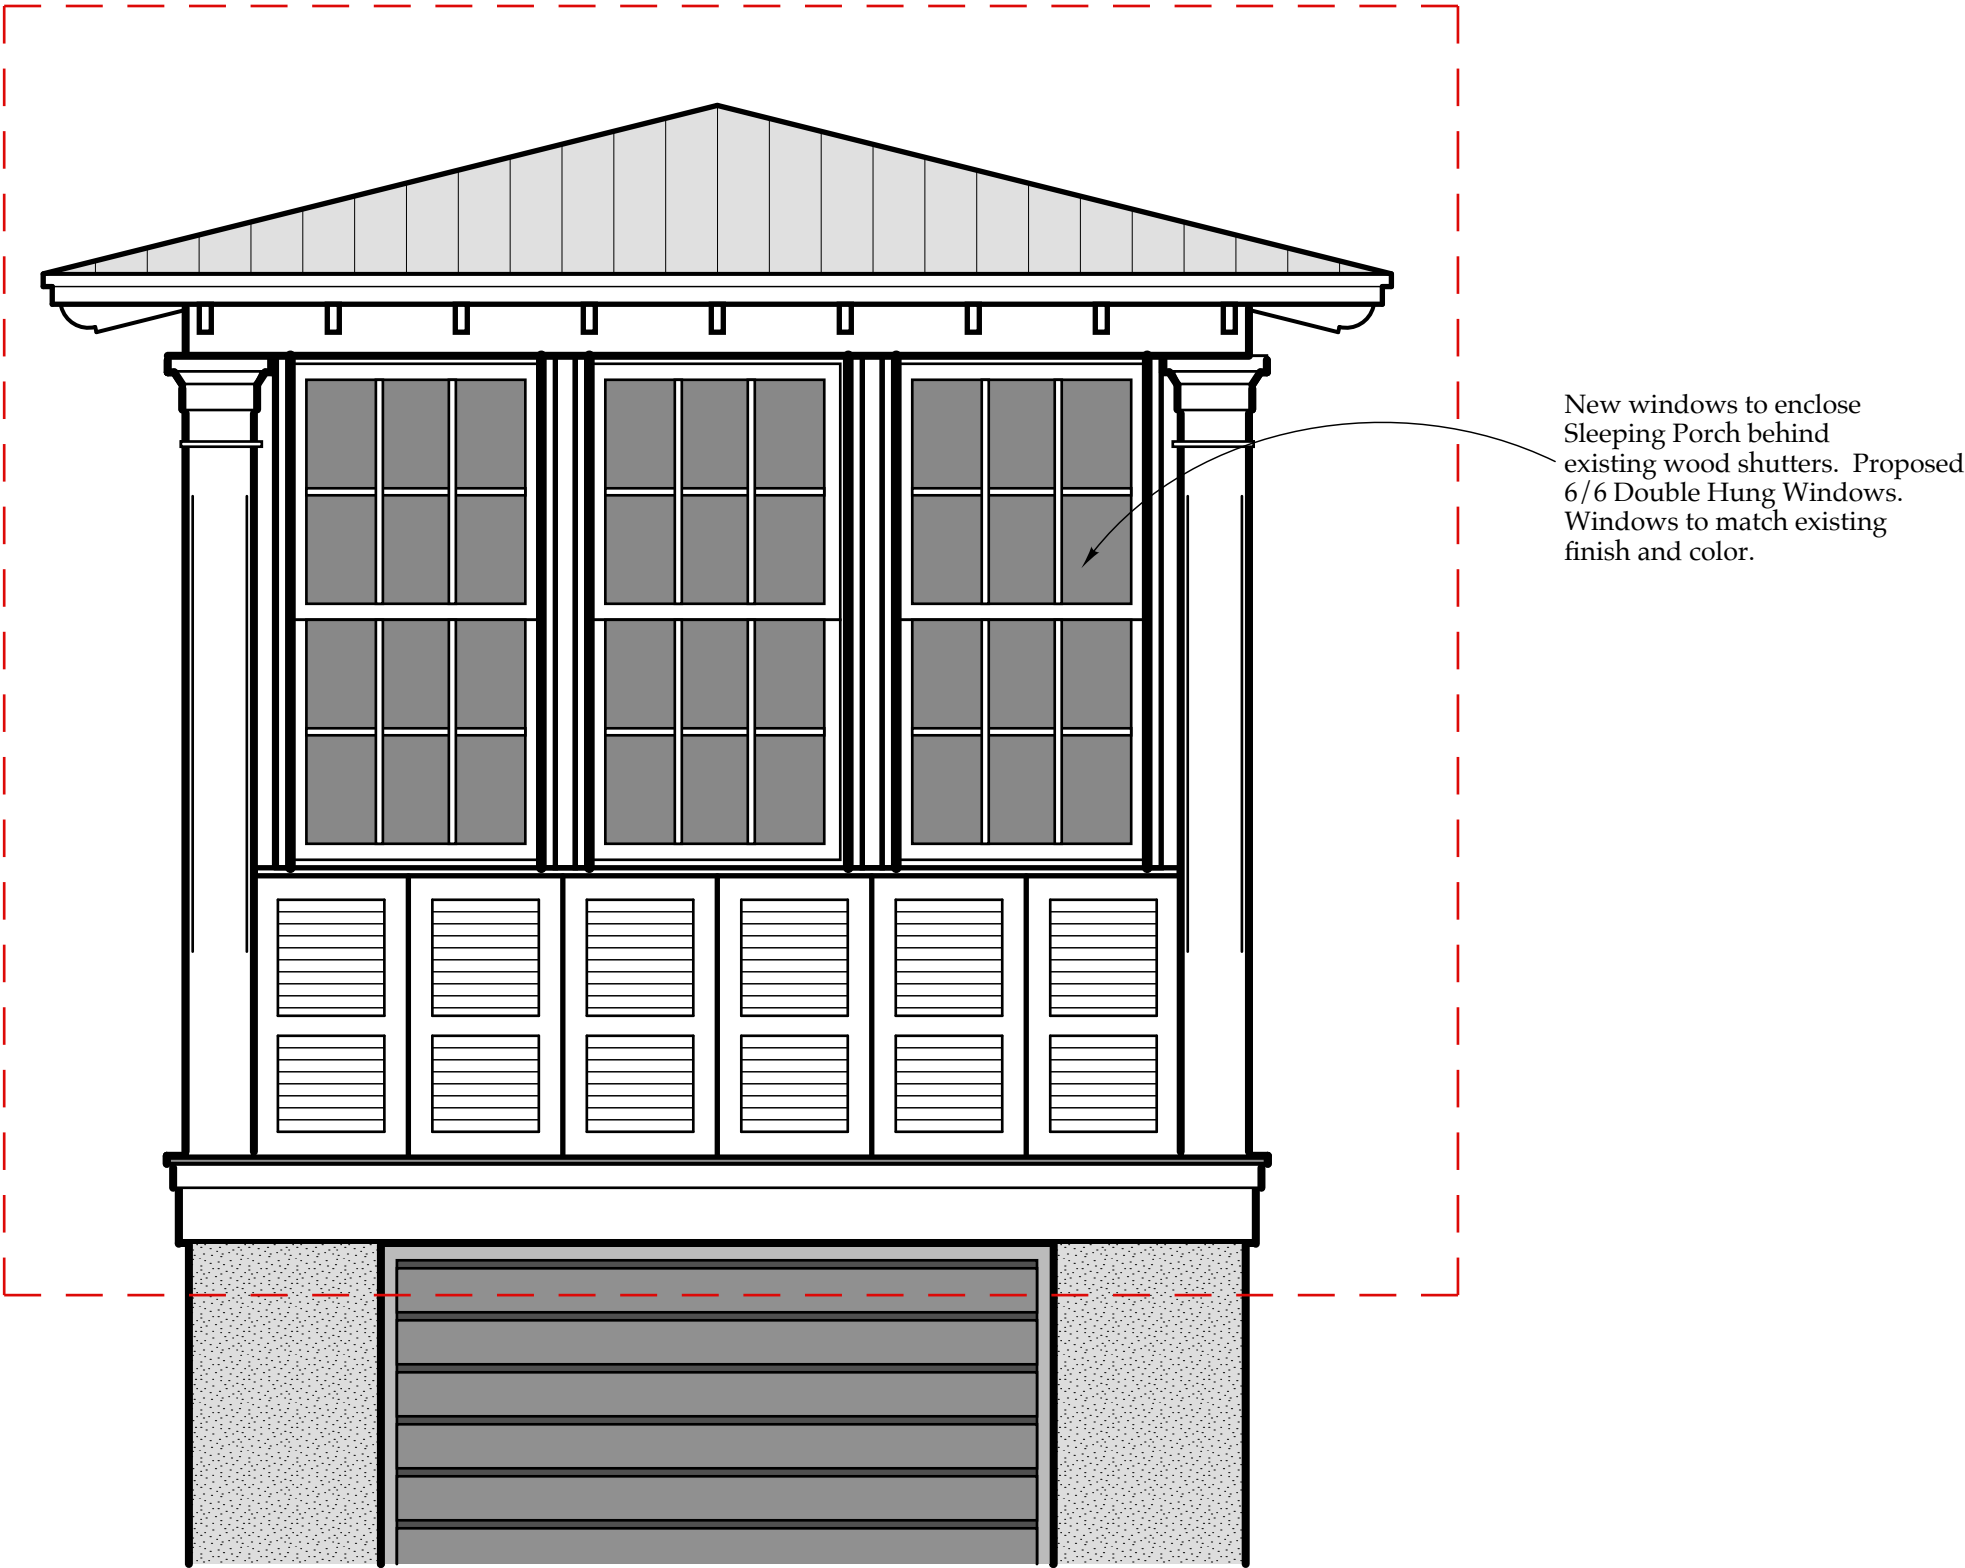 New windows to enclose
Sleeping Porch behind
existing wood shutters.  Proposed
6/6 Double Hung Windows.
Windows to match existing
finish and color.